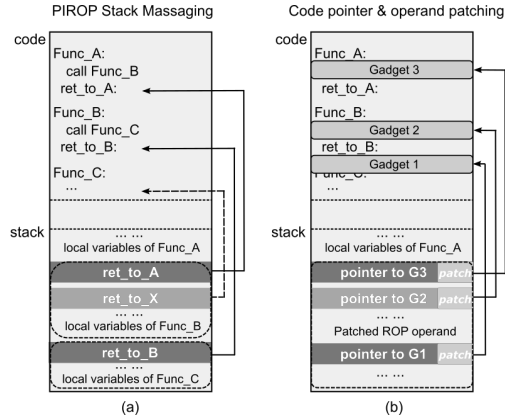 PIROP Stack Massaging
code
Func_A:
call Func_B
ret_to_A:
Func_B:
call Func_C
ret_to_B:
Func_C:
...
stack
... ...
local variables of Func_A
ret_to_A
ret_to_X
... ...
local variables of Func_B
ret_to_B
... ...
local variables of Func_C
(a)
Code pointer & operand patching
code
Func_A:
Gadget 3
ret_to_A:
Func_B:
Gadget 2
ret_to_B:
Gadget 1
Func_C:
...
stack
... ...
local variables of Func_A
pointer to G3 patch
pointer to G2 patch
... ...
Patched ROP operand
pointer to G1 patch
... ...
(b)